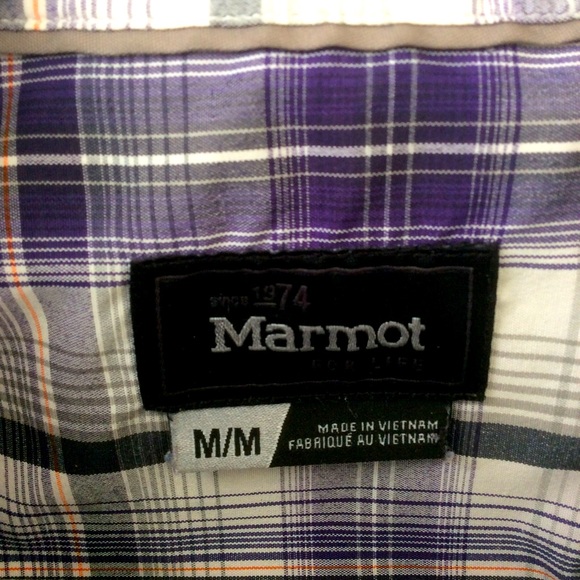 since 1974
Marmot
FOR LIFE
M/M
MADE IN VIETNAM
FABRIQUÉ AU VIETNAM